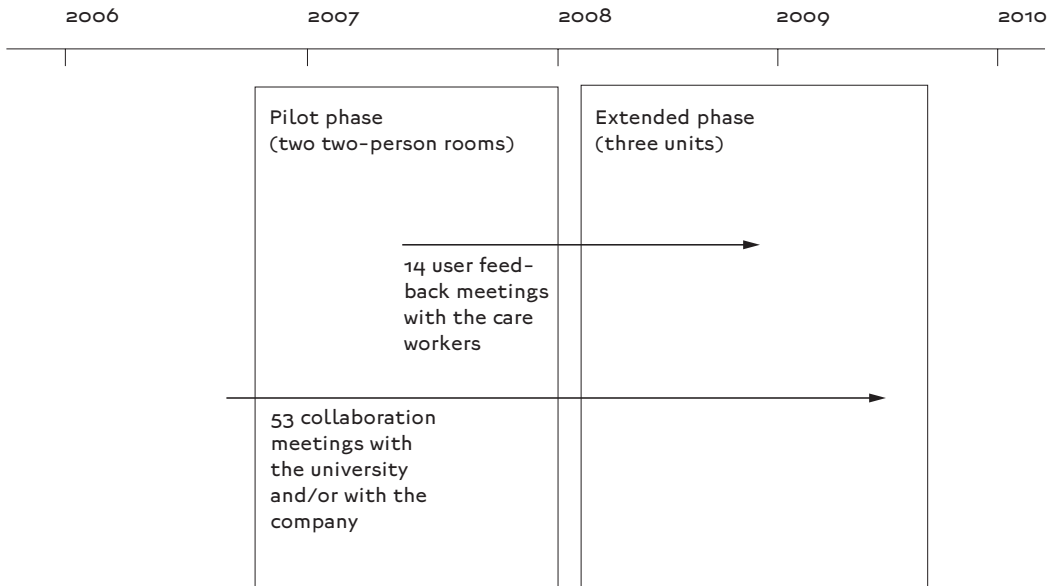 2006 2007 2008 2009 2010
Pilot phase
(two two-person rooms)
Extended phase
(three units)
14 user feed-
back meetings
with the care
workers
53 collaboration
meetings with
the university
and/or with the
company